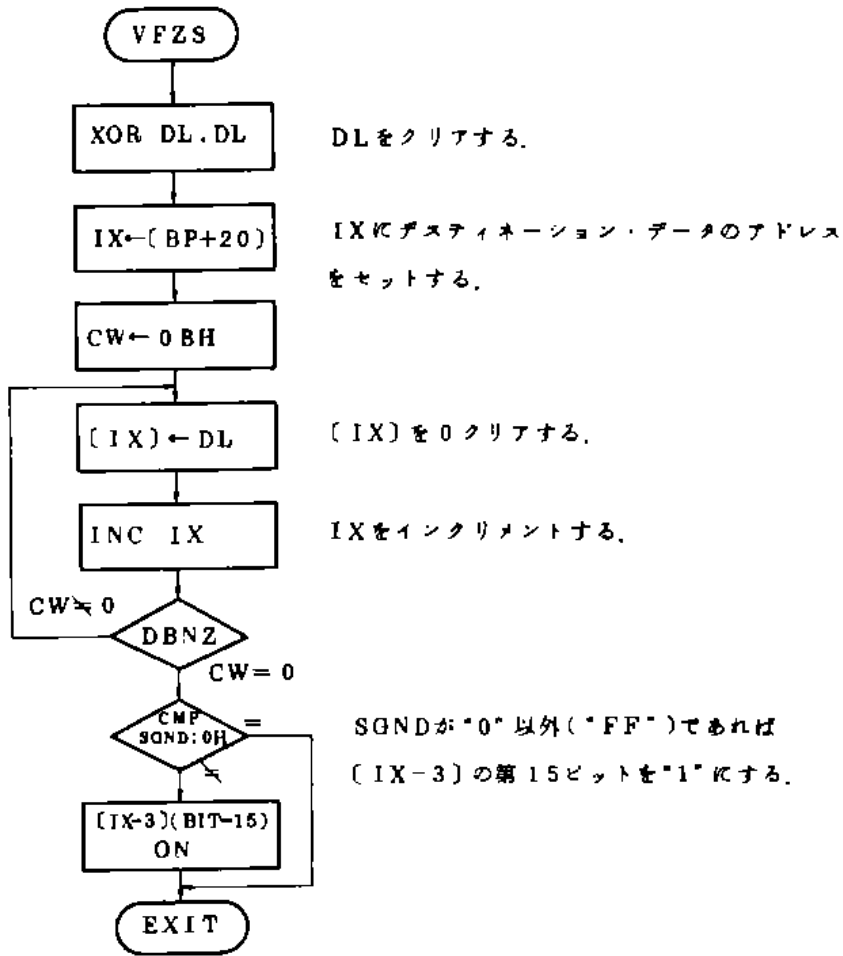 VFZS
XOR DL.DL
DLをクリアする.
IX←〔BP+20〕
IXにデスティネーション・データのアドレス
をセットする.
CW←0BH
〔IX〕←DL
〔IX〕を0クリアする.
INC IX
IXをインクリメントする.
CW≠0
DBNZ
CW=0
CMP
SGND:0H
=
≠
SGNDが"0"以外("FF")であれば
〔IX-3〕の第15ビットを"1"にする.
〔IX-3〕(BIT-15)
ON
EXIT